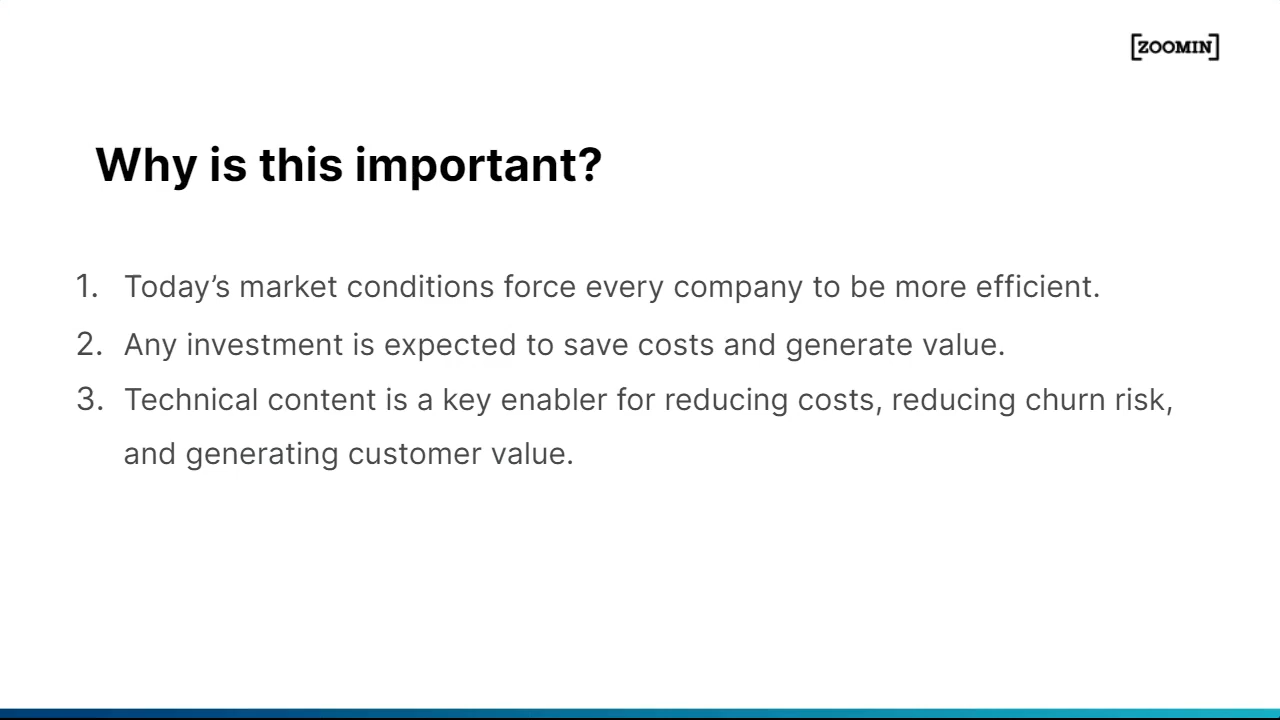 [ZOOMIN]
Why is this important?
1. Today’s market conditions force every company to be more efficient.
2. Any investment is expected to save costs and generate value.
3. Technical content is a key enabler for reducing costs, reducing churn risk,
and generating customer value.